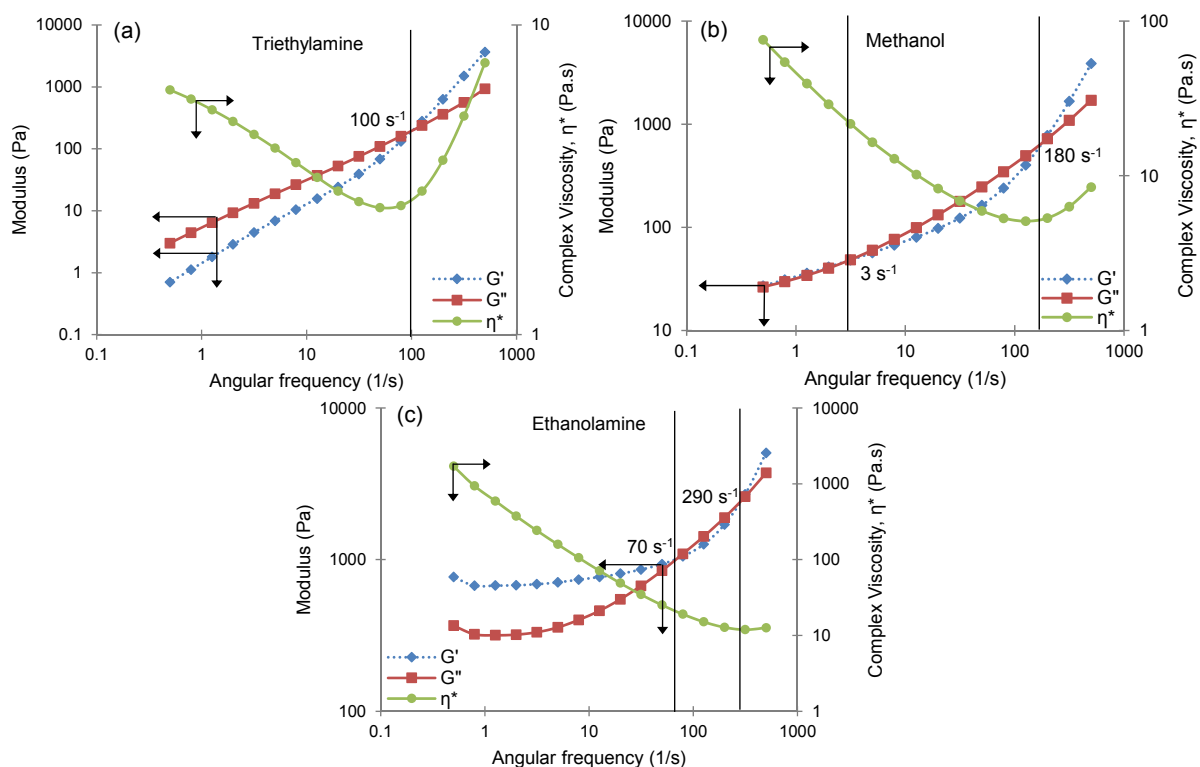 (a)
Triethylamine
100 s⁻¹
10000
1000
100
10
1
0.1
Modulus (Pa)
10
1
Complex Viscosity, η* (Pa.s)
G'
G"
η*
0.1 1 10 100 1000
Angular frequency (1/s)
(b)
Methanol
180 s⁻¹
3 s⁻¹
10000
1000
100
10
Modulus (Pa)
100
10
1
Complex Viscosity, η* (Pa.s)
G'
G"
η*
0.1 1 10 100 1000
Angular frequency (1/s)
(c)
Ethanolamine
290 s⁻¹
70 s⁻¹
10000
1000
100
Modulus (Pa)
10000
1000
100
10
1
Complex Viscosity, η* (Pa.s)
G'
G"
η*
0.1 1 10 100 1000
Angular frequency (1/s)